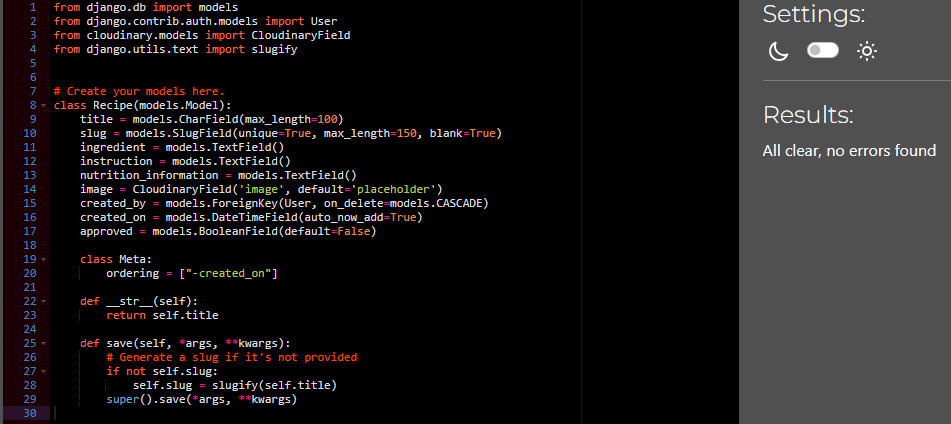 1 from django.db import models
2 from django.contrib.auth.models import User
3 from cloudinary.models import CloudinaryField
4 from django.utils.text import slugify
5
6
7 # Create your models here.
8 class Recipe(models.Model):
9     title = models.CharField(max_length=100)
10     slug = models.SlugField(unique=True, max_length=150, blank=True)
11     ingredient = models.TextField()
12     instruction = models.TextField()
13     nutrition_information = models.TextField()
14     image = CloudinaryField('image', default='placeholder')
15     created_by = models.ForeignKey(User, on_delete=models.CASCADE)
16     created_on = models.DateTimeField(auto_now_add=True)
17     approved = models.BooleanField(default=False)
18
19     class Meta:
20         ordering = ["-created_on"]
21
22     def __str__(self):
23         return self.title
24
25     def save(self, *args, **kwargs):
26         # Generate a slug if it's not provided
27         if not self.slug:
28             self.slug = slugify(self.title)
29         super().save(*args, **kwargs)
30
Settings:
Results:
All clear, no errors found